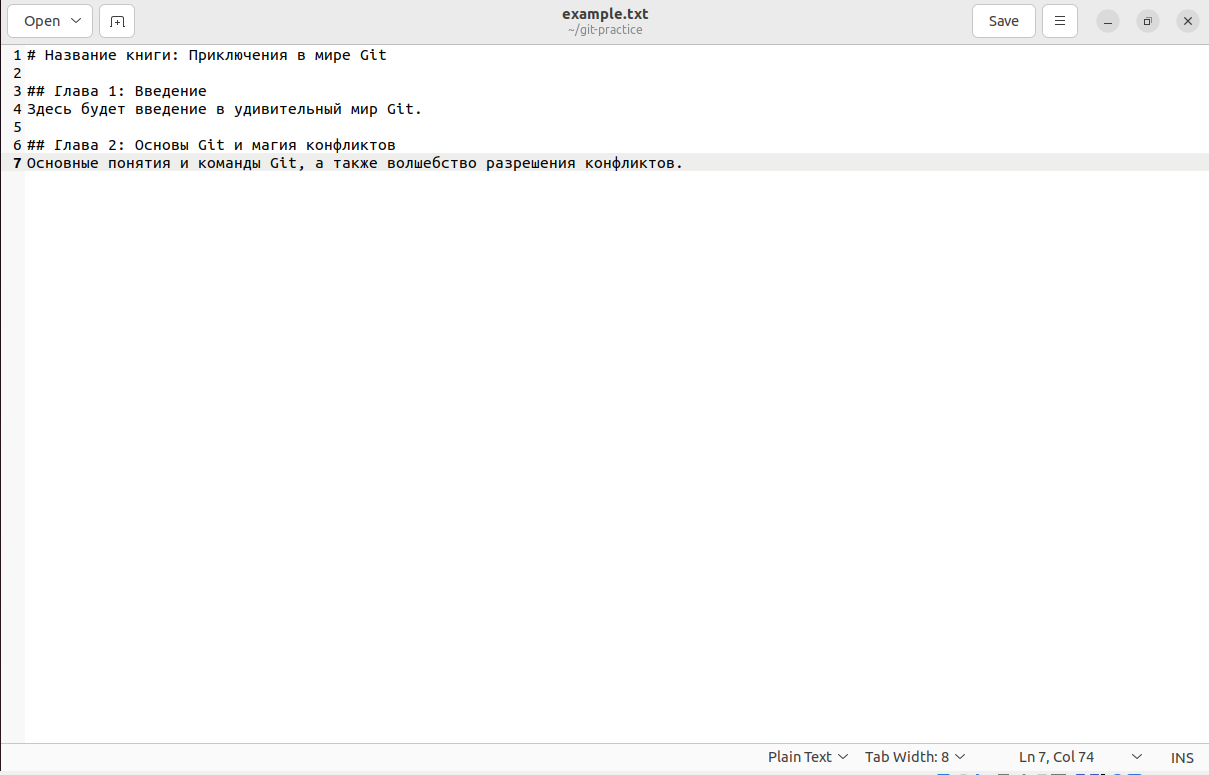 Open
example.txt
~/git-practice
Save
1 # Название книги: Приключения в мире Git
2
3 ## Глава 1: Введение
4 Здесь будет введение в удивительный мир Git.
5
6 ## Глава 2: Основы Git и магия конфликтов
7 Основные понятия и команды Git, а также волшебство разрешения конфликтов.
Plain Text Tab Width: 8 Ln 7, Col 74 INS